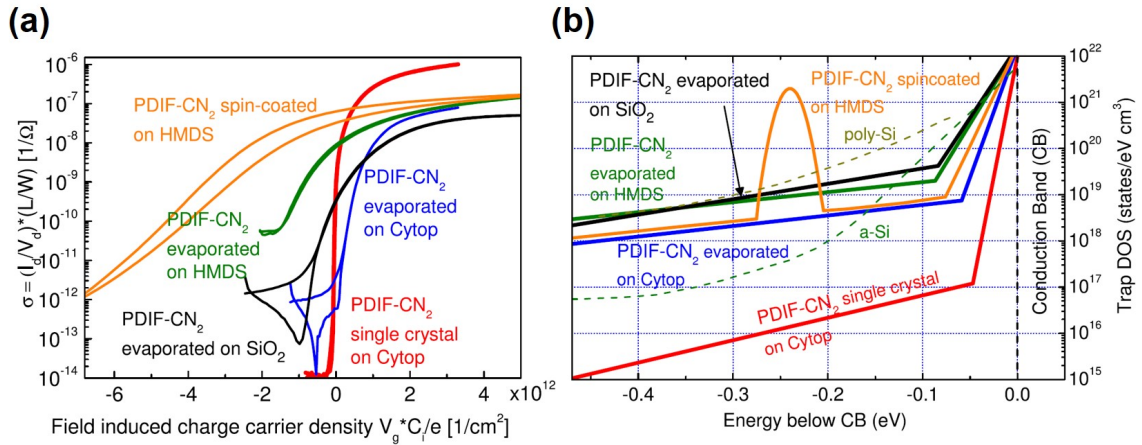 (a)
10⁻⁶
10⁻⁷
10⁻⁸
10⁻⁹
10⁻¹⁰
10⁻¹¹
10⁻¹²
10⁻¹³
10⁻¹⁴
σ = (I_d/V_d)*(L/W) [1/Ω]
PDIF-CN₂ spin-coated
on HMDS
PDIF-CN₂
evaporated
on HMDS
PDIF-CN₂
evaporated on SiO₂
PDIF-CN₂
evaporated
on Cytop
PDIF-CN₂
single crystal
on Cytop
-6
-4
-2
0
2
4
x10¹²
Field induced charge carrier density V_g*C_i/e [1/cm²]
(b)
PDIF-CN₂ evaporated
on SiO₂
PDIF-CN₂ spincoated
on HMDS
poly-Si
PDIF-CN₂
evaporated
on HMDS
a-Si
PDIF-CN₂ evaporated
on Cytop
PDIF-CN₂ single crystal
on Cytop
Conduction Band (CB)
10²²
10²¹
10²⁰
10¹⁹
10¹⁸
10¹⁷
10¹⁶
10¹⁵
Trap DOS (states/eV cm³)
-0.4
-0.3
-0.2
-0.1
0.0
Energy below CB (eV)